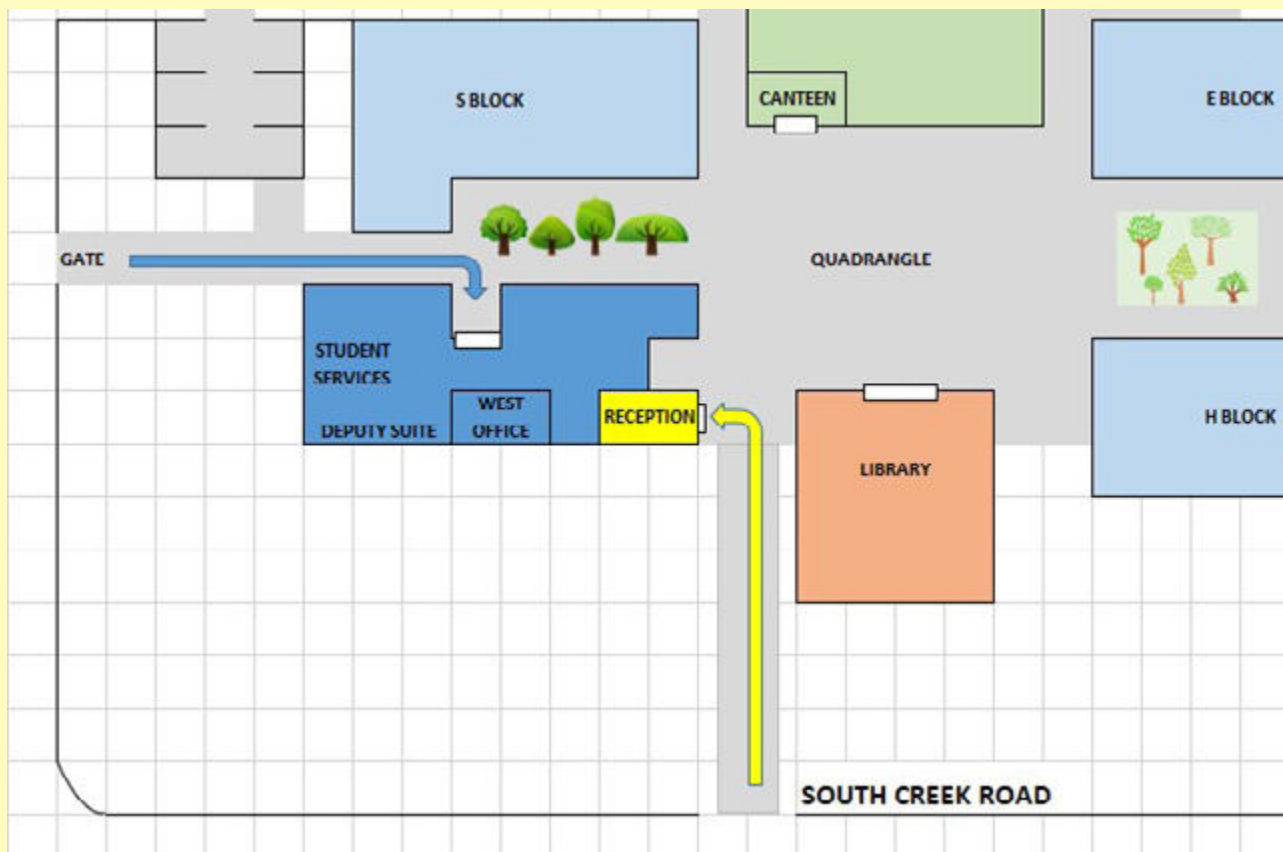 S BLOCK
CANTEEN
E BLOCK
GATE
QUADRANGLE
STUDENT
SERVICES
DEPUTY SUITE
WEST
OFFICE
RECEPTION
H BLOCK
LIBRARY
SOUTH CREEK ROAD